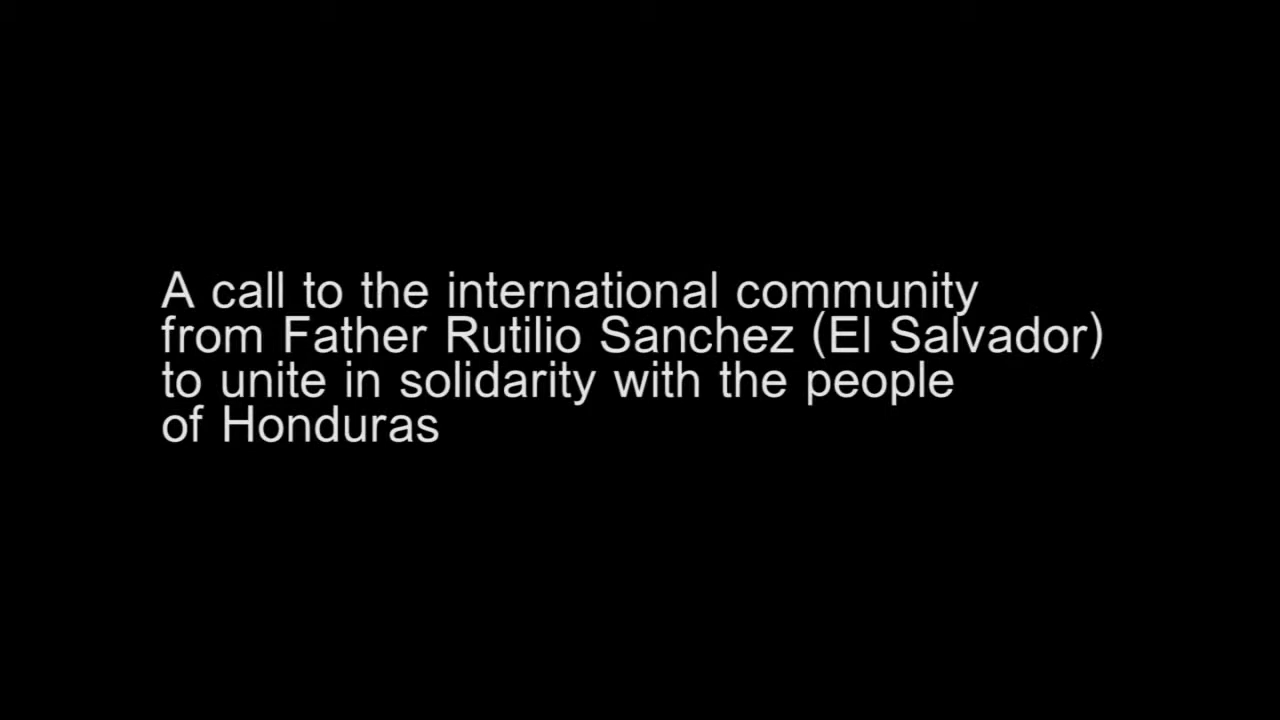 A call to the international community
from Father Rutilio Sanchez (El Salvador)
to unite in solidarity with the people
of Honduras